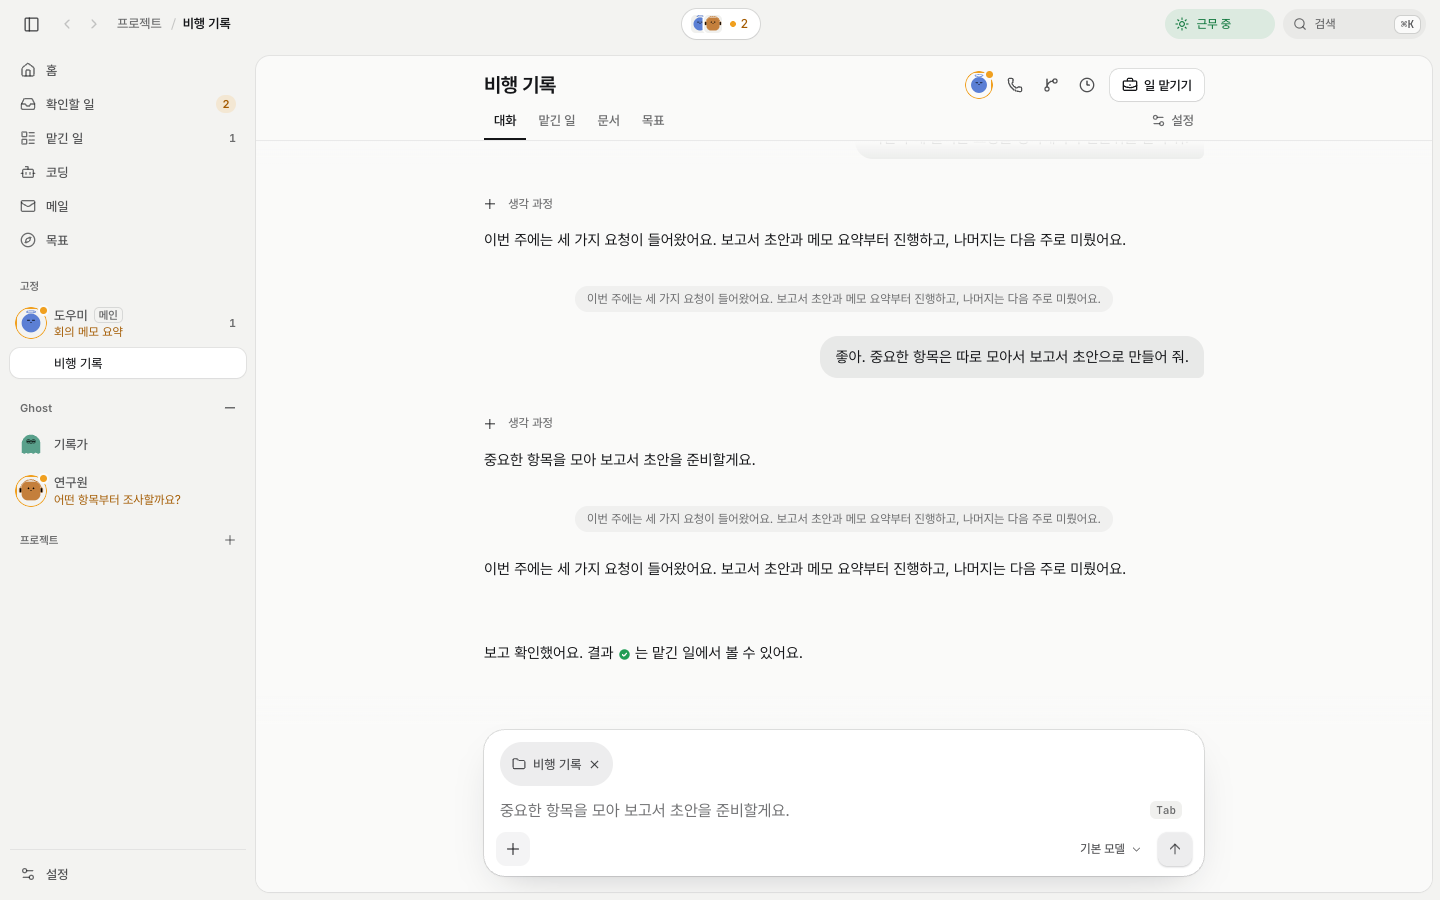 프로젝트 / 비행 기록
2
근무 중
검색
⌘K
홈
확인할 일
2
맡긴 일
1
코딩
메일
목표
고정
도우미
메인
회의 메모 요약
1
비행 기록
Ghost
기록가
연구원
어떤 항목부터 조사할까요?
프로젝트
설정
비행 기록
일 맡기기
대화
맡긴 일
문서
목표
설정
생각 과정
이번 주에는 세 가지 요청이 들어왔어요. 보고서 초안과 메모 요약부터 진행하고, 나머지는 다음 주로 미뤘어요.
이번 주에는 세 가지 요청이 들어왔어요. 보고서 초안과 메모 요약부터 진행하고, 나머지는 다음 주로 미뤘어요.
좋아. 중요한 항목은 따로 모아서 보고서 초안으로 만들어 줘.
생각 과정
중요한 항목을 모아 보고서 초안을 준비할게요.
이번 주에는 세 가지 요청이 들어왔어요. 보고서 초안과 메모 요약부터 진행하고, 나머지는 다음 주로 미뤘어요.
이번 주에는 세 가지 요청이 들어왔어요. 보고서 초안과 메모 요약부터 진행하고, 나머지는 다음 주로 미뤘어요.
보고 확인했어요. 결과 는 맡긴 일에서 볼 수 있어요.
비행 기록
중요한 항목을 모아 보고서 초안을 준비할게요.
Tab
기본 모델